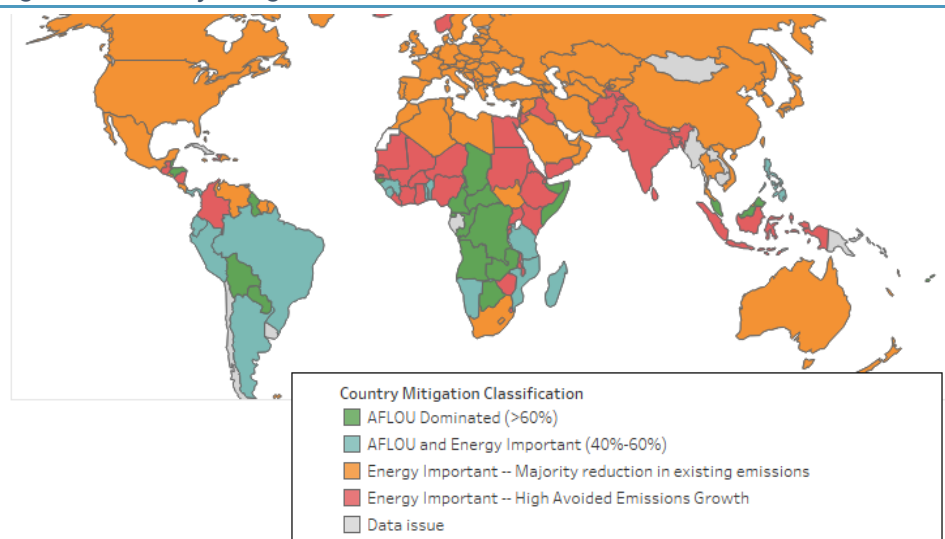 Country Mitigation Classification
AFLOU Dominated (>60%)
AFLOU and Energy Important (40%-60%)
Energy Important -- Majority reduction in existing emissions
Energy Important -- High Avoided Emissions Growth
Data issue